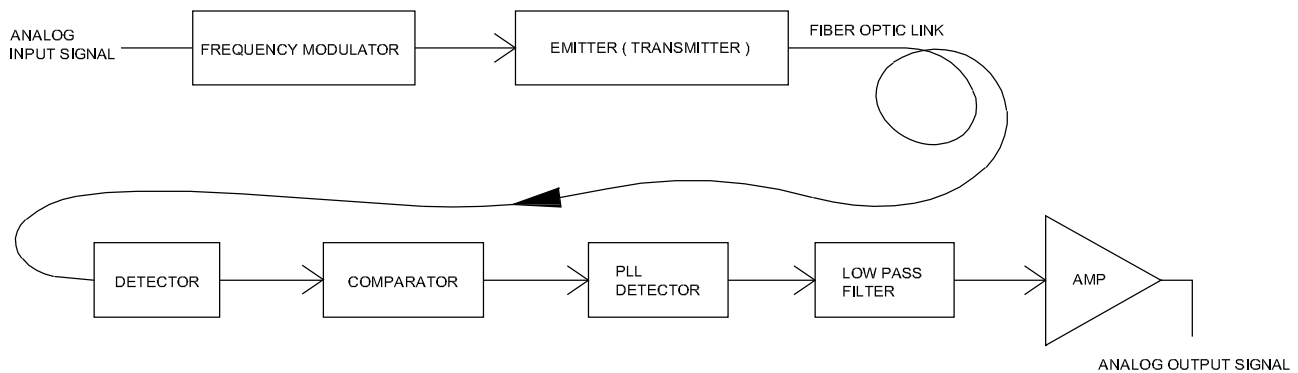 ANALOG
INPUT SIGNAL
FREQUENCY MODULATOR
EMITTER ( TRANSMITTER )
FIBER OPTIC LINK
DETECTOR
COMPARATOR
PLL
DETECTOR
LOW PASS
FILTER
AMP
ANALOG OUTPUT SIGNAL